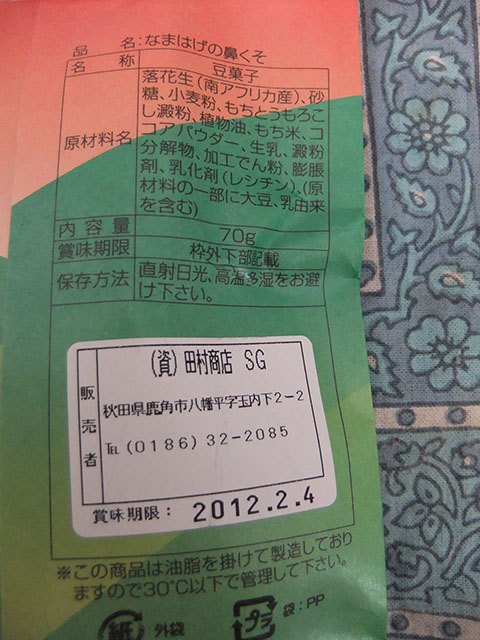 品　名:なまはげの鼻くそ
名　称　豆菓子
原材料名　落花生(南アフリカ産)、砂
糖、小麦粉、もちとうもろこ
し澱粉、植物油、もち米、コ
コアパウダー、生乳、澱粉
分解物、加工でん粉、膨脹
剤、乳化剤(レシチン)、(原
材料の一部に大豆、乳由来
を含む)
内容量　70g
賞味期限　枠外下部記載
保存方法　直射日光、高温多湿をお避
け下さい。
販売者
(資)田村商店 SG
秋田県鹿角市八幡平字玉内下2-2
℡(0186)32-2085
賞味期限: 2012.2.4
※この商品は油脂を掛けて製造しており
ますので30℃以下で管理して下さい。
紙 外袋 プラ 袋:PP